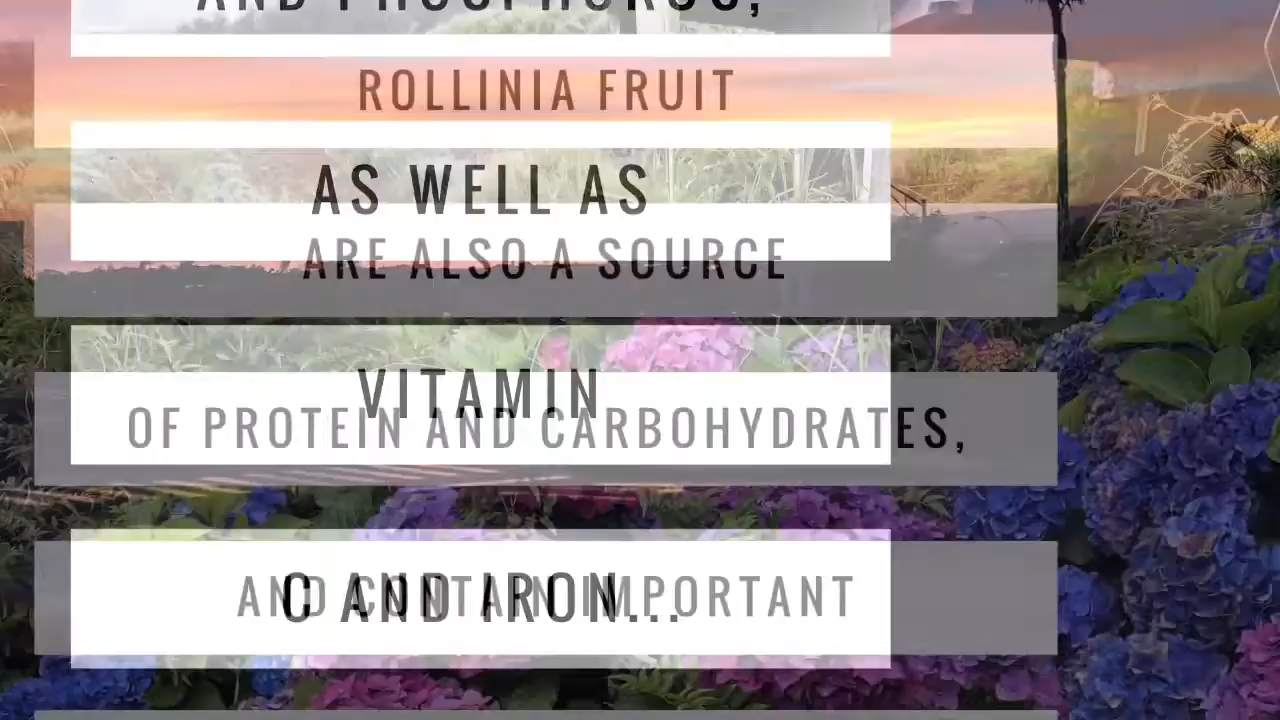 AND PHOSPHORUS,
ROLLINIA FRUIT
AS WELL AS
ARE ALSO A SOURCE
VITAMIN
OF PROTEIN AND CARBOHYDRATES,
C AND IRON...
AND CONTAIN IMPORTANT